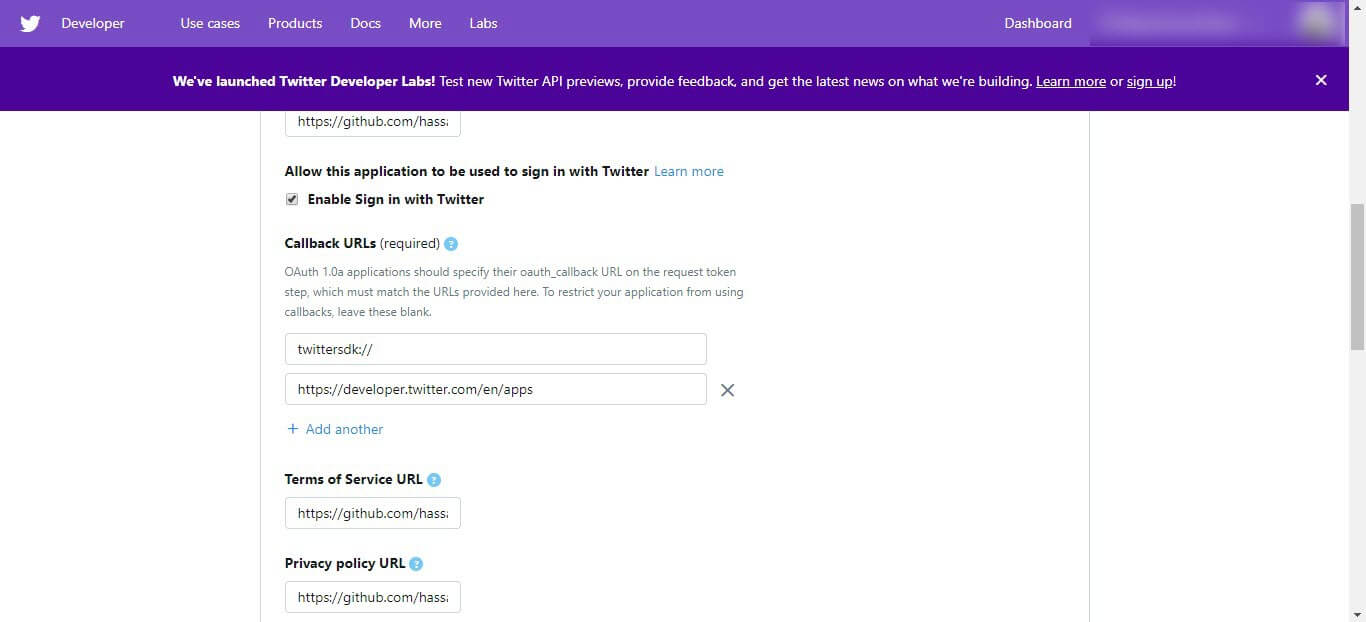 Developer Use cases Products Docs More Labs Dashboard
We've launched Twitter Developer Labs! Test new Twitter API previews, provide feedback, and get the latest news on what we're building. Learn more or sign up!
https://github.com/hass
Allow this application to be used to sign in with Twitter Learn more
Enable Sign in with Twitter
Callback URLs (required) ?
OAuth 1.0a applications should specify their oauth_callback URL on the request token
step, which must match the URLs provided here. To restrict your application from using
callbacks, leave these blank.
twittersdk://
https://developer.twitter.com/en/apps
+ Add another
Terms of Service URL ?
https://github.com/hass
Privacy policy URL ?
https://github.com/hass